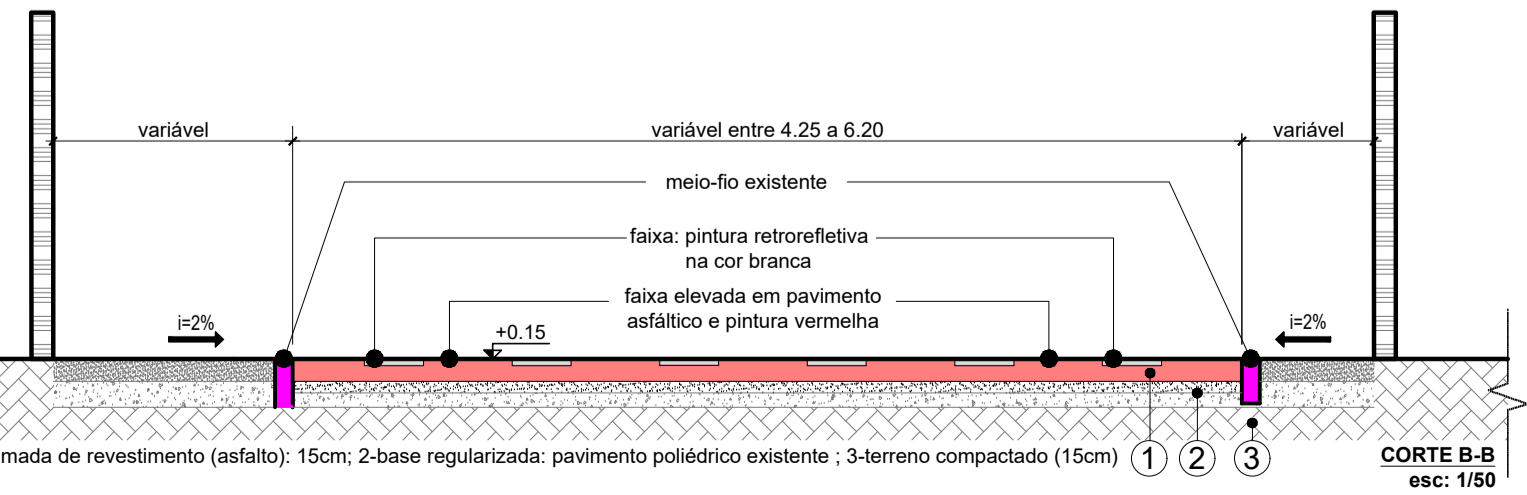 variável
variável entre 4.25 a 6.20
variável
meio-fio existente
faixa: pintura retrorefletiva
na cor branca
faixa elevada em pavimento
asfáltico e pintura vermelha
i=2%
+0.15
i=2%
mada de revestimento (asfalto): 15cm; 2-base regularizada: pavimento poliédrico existente ; 3-terreno compactado (15cm)
1
2
3
CORTE B-B
esc: 1/50